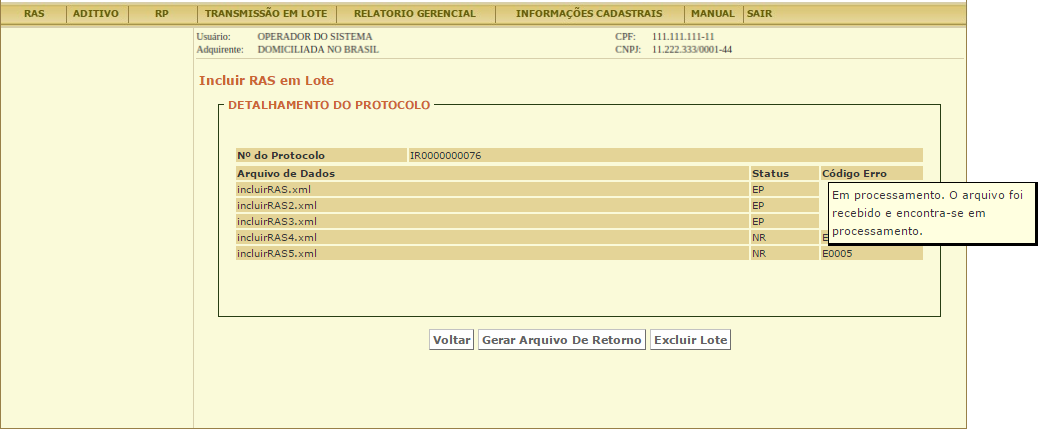 RAS ADITIVO RP TRANSMISSÃO EM LOTE RELATORIO GERENCIAL INFORMAÇÕES CADASTRAIS MANUAL SAIR
Usuário: OPERADOR DO SISTEMA CPF: 111.111.111-11
Adquirente: DOMICILIADA NO BRASIL CNPJ: 11.222.333/0001-44
Incluir RAS em Lote
DETALHAMENTO DO PROTOCOLO
Nº do Protocolo IR0000000076
Arquivo de Dados Status Código Erro
incluirRAS.xml EP
incluirRAS2.xml EP
incluirRAS3.xml EP
incluirRAS4.xml NR
incluirRAS5.xml NR E0005
Em processamento. O arquivo foi
recebido e encontra-se em
processamento.
Voltar Gerar Arquivo De Retorno Excluir Lote